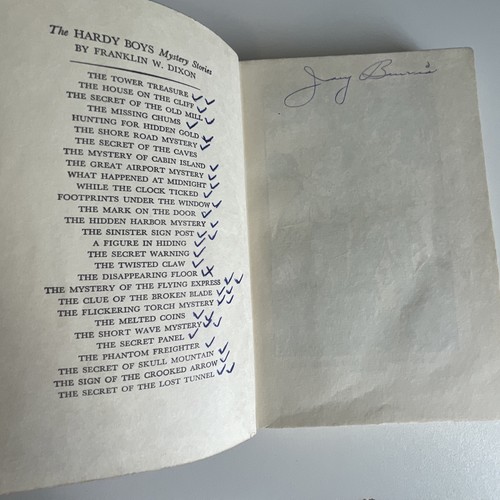 The HARDY BOYS Mystery Stories
BY FRANKLIN W. DIXON
THE TOWER TREASURE
THE HOUSE ON THE CLIFF
THE SECRET OF THE OLD MILL
THE MISSING CHUMS
HUNTING FOR HIDDEN GOLD
THE SHORE ROAD MYSTERY
THE SECRET OF THE CAVES
THE MYSTERY OF CABIN ISLAND
THE GREAT AIRPORT MYSTERY
WHAT HAPPENED AT MIDNIGHT
WHILE THE CLOCK TICKED
FOOTPRINTS UNDER THE WINDOW
THE MARK ON THE DOOR
THE HIDDEN HARBOR MYSTERY
THE SINISTER SIGN POST
A FIGURE IN HIDING
THE SECRET WARNING
THE TWISTED CLAW
THE DISAPPEARING FLOOR
THE MYSTERY OF THE FLYING EXPRESS
THE CLUE OF THE BROKEN BLADE
THE FLICKERING TORCH MYSTERY
THE MELTED COINS
THE SHORT WAVE MYSTERY
THE SECRET PANEL
THE PHANTOM FREIGHTER
THE SECRET OF SKULL MOUNTAIN
THE SIGN OF THE CROOKED ARROW
THE SECRET OF THE LOST TUNNEL